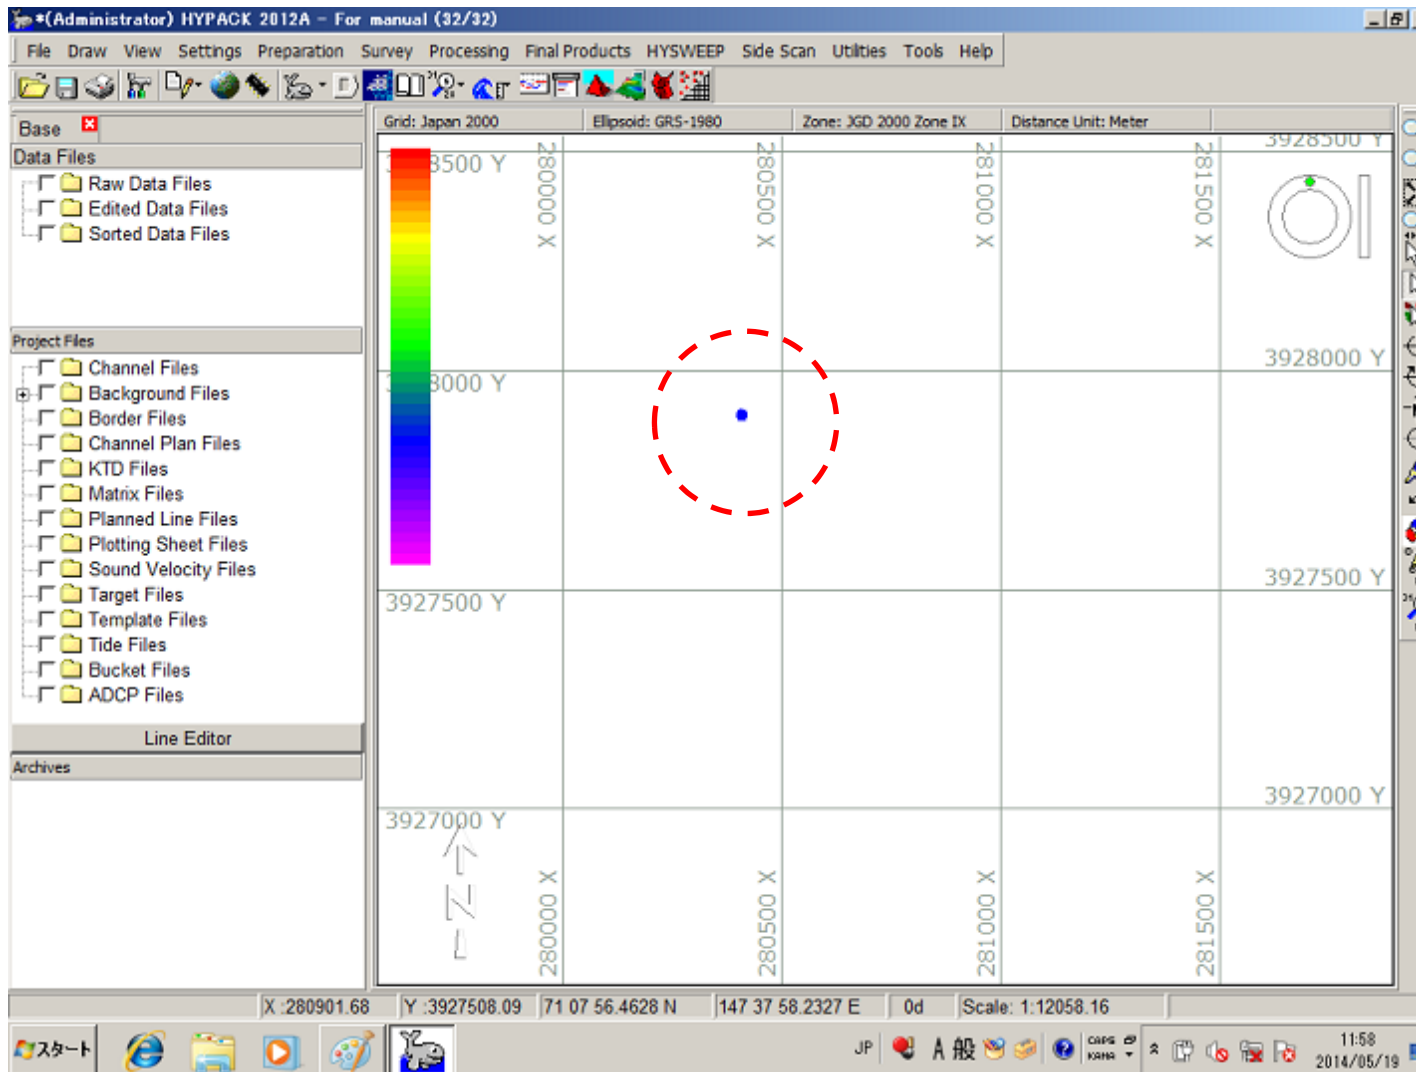 *(Administrator) HYPACK 2012A - For manual (32/32)
File Draw View Settings Preparation Survey Processing Final Products HYSWEEP Side Scan Utilities Tools Help
Base
Grid: Japan 2000 Ellipsoid: GRS-1980 Zone: JGD 2000 Zone IX Distance Unit: Meter
Data Files
Raw Data Files
Edited Data Files
Sorted Data Files
Project Files
Channel Files
Background Files
Border Files
Channel Plan Files
KTD Files
Matrix Files
Planned Line Files
Plotting Sheet Files
Sound Velocity Files
Target Files
Template Files
Tide Files
Bucket Files
ADCP Files
Line Editor
Archives
3928500 Y
8500 Y
280000 X
280500 X
281000 X
281500 X
3928000 Y
8000 Y
3927500 Y
3927500 Y
3927000 Y
3927000 Y
N
280000 X
280500 X
281000 X
281500 X
X :280901.68 Y :3927508.09 71 07 56.4628 N 147 37 58.2327 E 0d Scale: 1:12058.16
スタート
JP A 般 CAPS KANA
11:58
2014/05/19